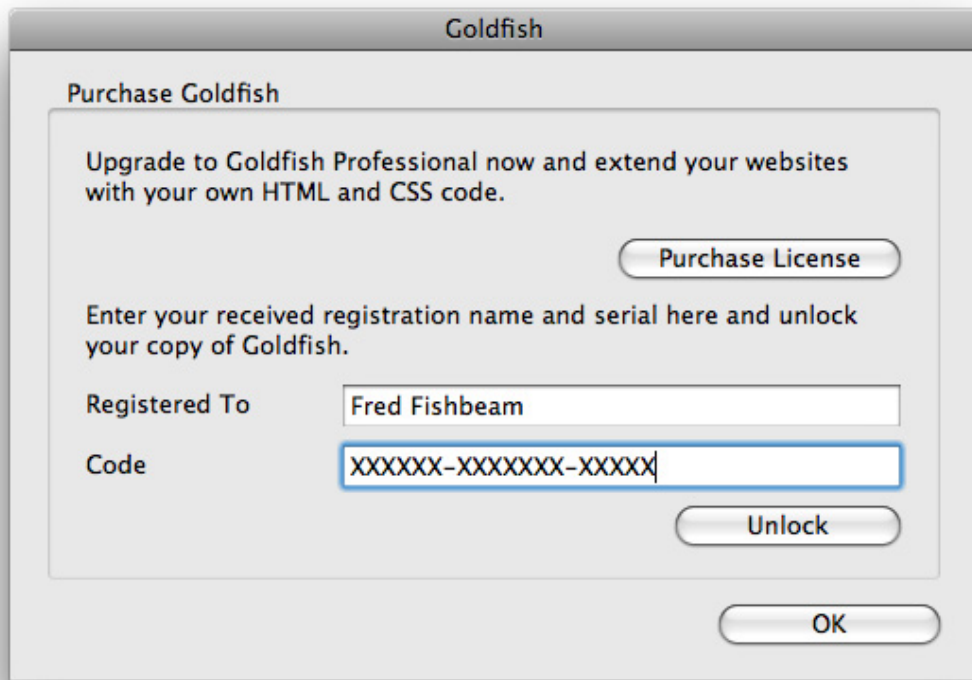 Goldfish
Purchase Goldfish
Upgrade to Goldfish Professional now and extend your websites
with your own HTML and CSS code.
Purchase License
Enter your received registration name and serial here and unlock
your copy of Goldfish.
Registered To Fred Fishbeam
Code XXXXXX-XXXXXXX-XXXXX
Unlock
OK